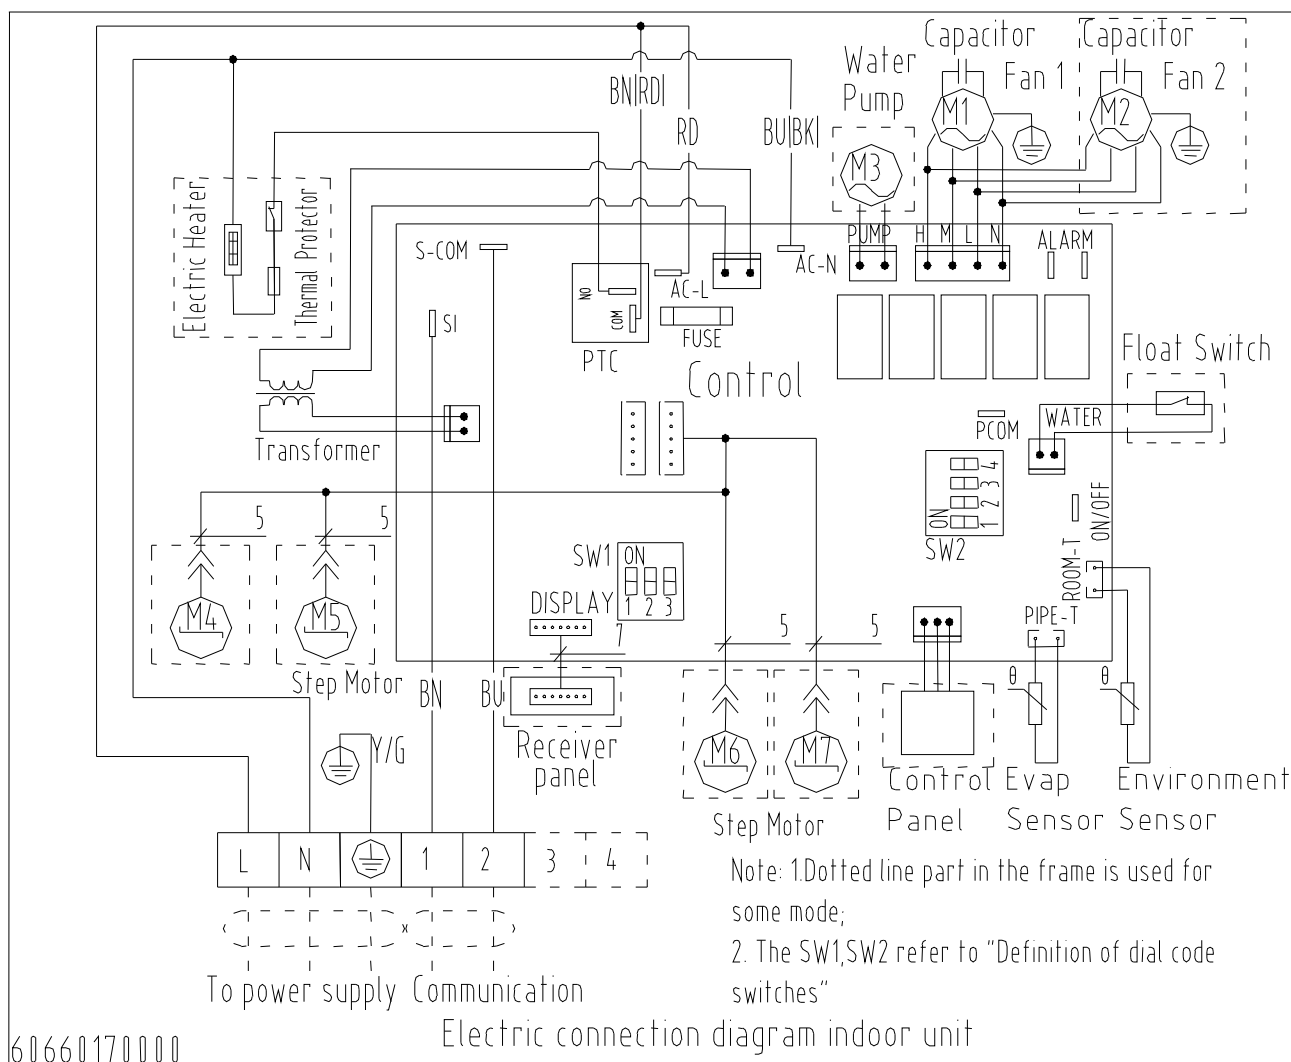 Capacitor
Capacitor
Fan 1
Fan 2
Water
Pump
M1
M2
M3
BN|RD|
RD
BU|BK|
Electric Heater
Thermal Protector
S-COM
SI
NO
COM
PTC
AC-L
FUSE
AC-N
PUMP
H M L N
ALARM
Control
Float Switch
WATER
PCOM
Transformer
ON
1 2 3 4
SW2
ON/OFF
ROOM-T
PIPE-T
5
5
M4
M5
Step Motor
SW1
ON
1 2 3
DISPLAY
7
5
5
BN
BU
Y/G
Receiver
panel
M6
M7
Step Motor
Control
Panel
θ
Evap
Sensor
θ
Environment
Sensor
L N 1 2 3 4
To power supply
Communication
Note: 1.Dotted line part in the frame is used for
some mode;
2. The SW1,SW2 refer to "Definition of dial code
switches"
Electric connection diagram indoor unit
60660170000